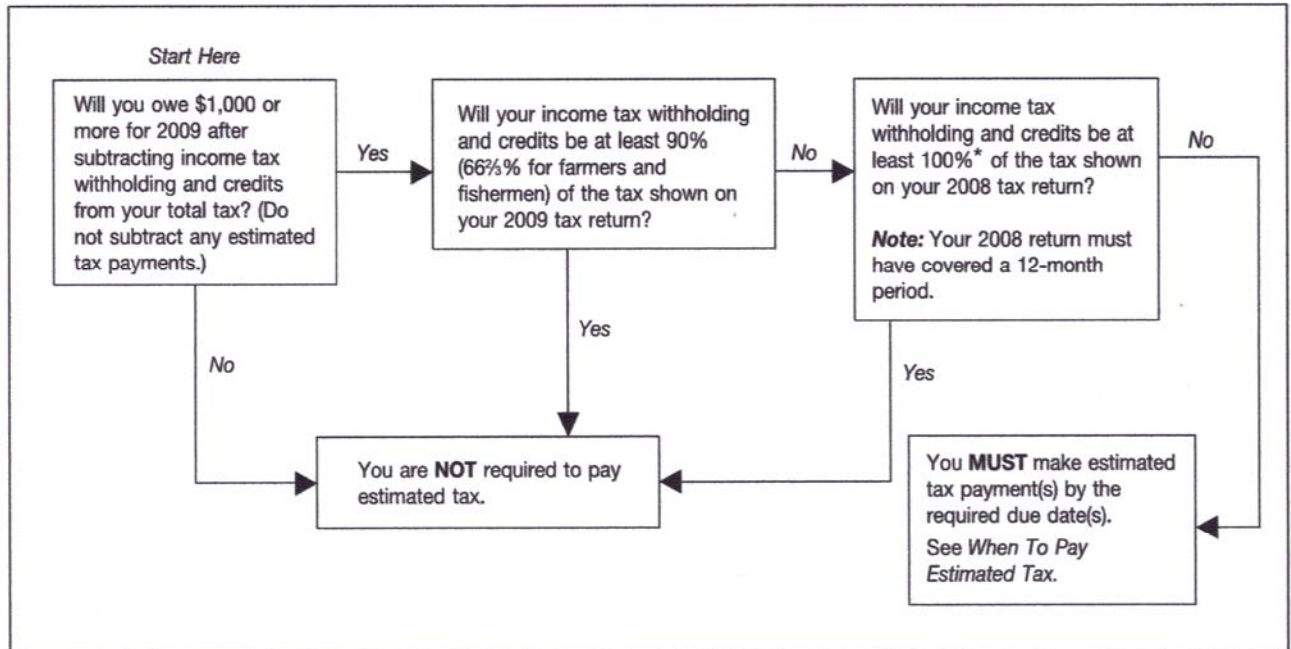 Start Here
Will you owe $1,000 or
more for 2009 after
subtracting income tax
withholding and credits
from your total tax? (Do
not subtract any estimated
tax payments.)
Yes
Will your income tax withholding
and credits be at least 90%
(66⅔% for farmers and
fishermen) of the tax shown on
your 2009 tax return?
No
Will your income tax
withholding and credits be at
least 100%* of the tax shown
on your 2008 tax return?
Note: Your 2008 return must
have covered a 12-month
period.
No
No
Yes
Yes
You are NOT required to pay
estimated tax.
You MUST make estimated
tax payment(s) by the
required due date(s).
See When To Pay
Estimated Tax.